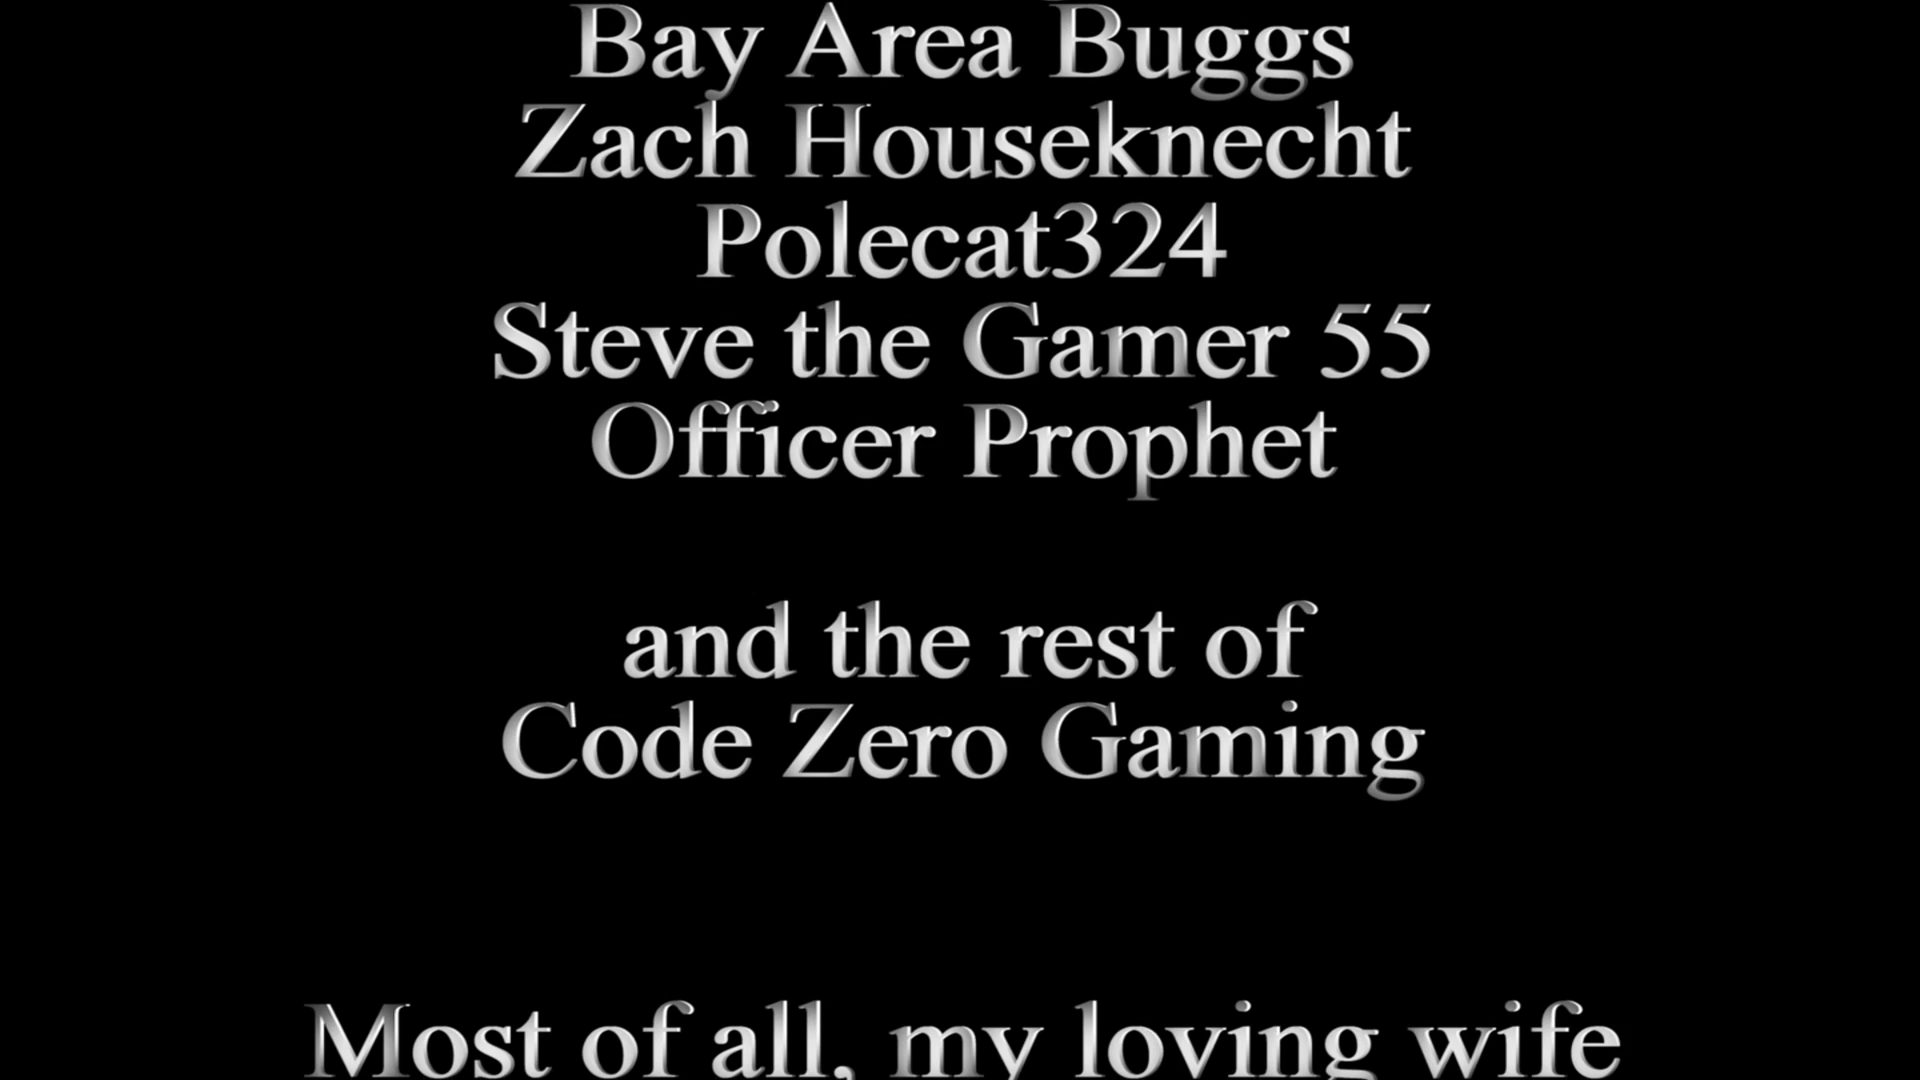 Bay Area Buggs
Zach Houseknecht
Polecat324
Steve the Gamer 55
Officer Prophet
and the rest of
Code Zero Gaming
Most of all, my loving wife